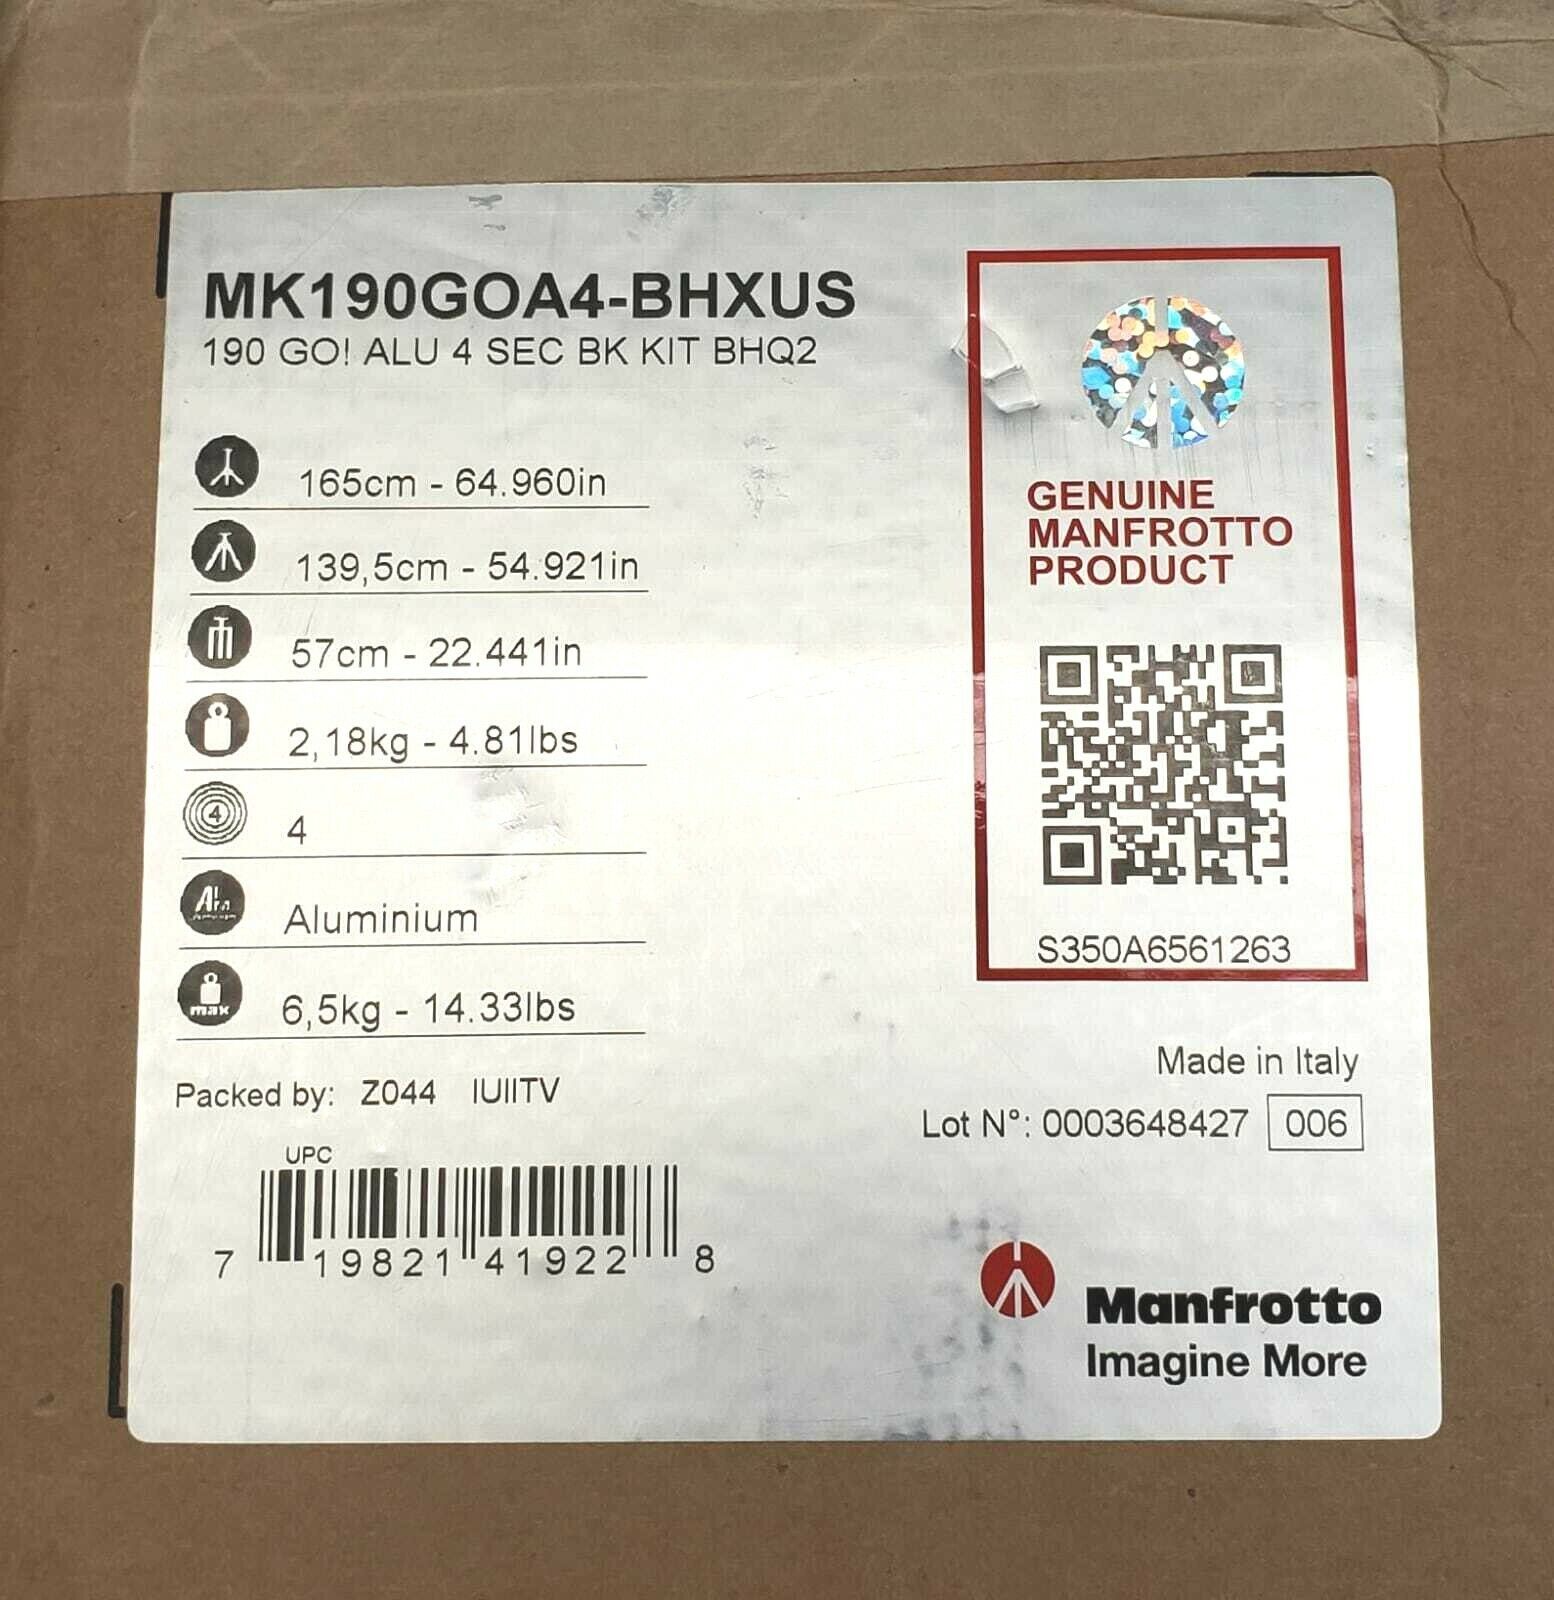 MK190GOA4-BHXUS
190 GO! ALU 4 SEC BK KIT BHQ2
165cm - 64.960in
139,5cm - 54.921in
57cm - 22.441in
2,18kg - 4.81lbs
4
4
Aluminium
max
6,5kg - 14.33lbs
Packed by: Z044 IUIITV
UPC
7 19821 41922 8
GENUINE
MANFROTTO
PRODUCT
S350A6561263
Made in Italy
Lot N°: 0003648427 006
Manfrotto
Imagine More